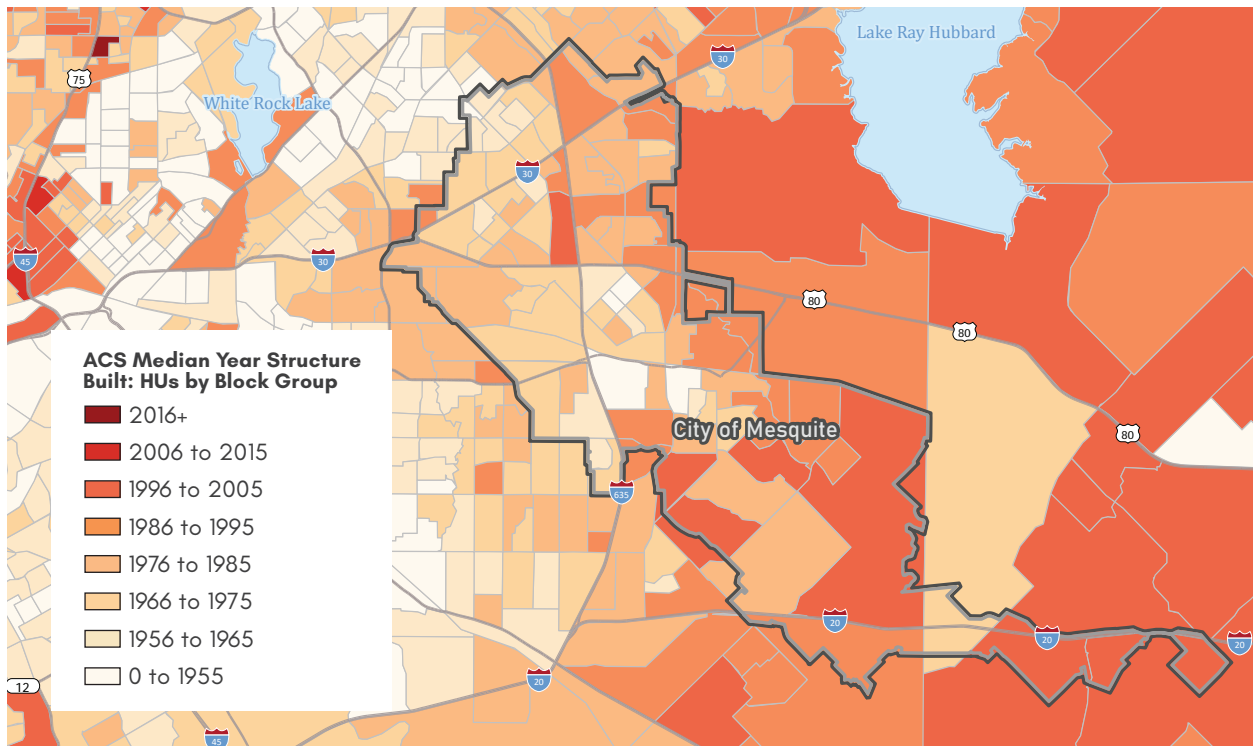 Lake Ray Hubbard
30
75
White Rock Lake
30
45
30
80
80
ACS Median Year Structure
Built: HUs by Block Group
2016+
2006 to 2015
1996 to 2005
1986 to 1995
1976 to 1985
1966 to 1975
1956 to 1965
0 to 1955
City of Mesquite
80
635
20
20
20
20
12
45